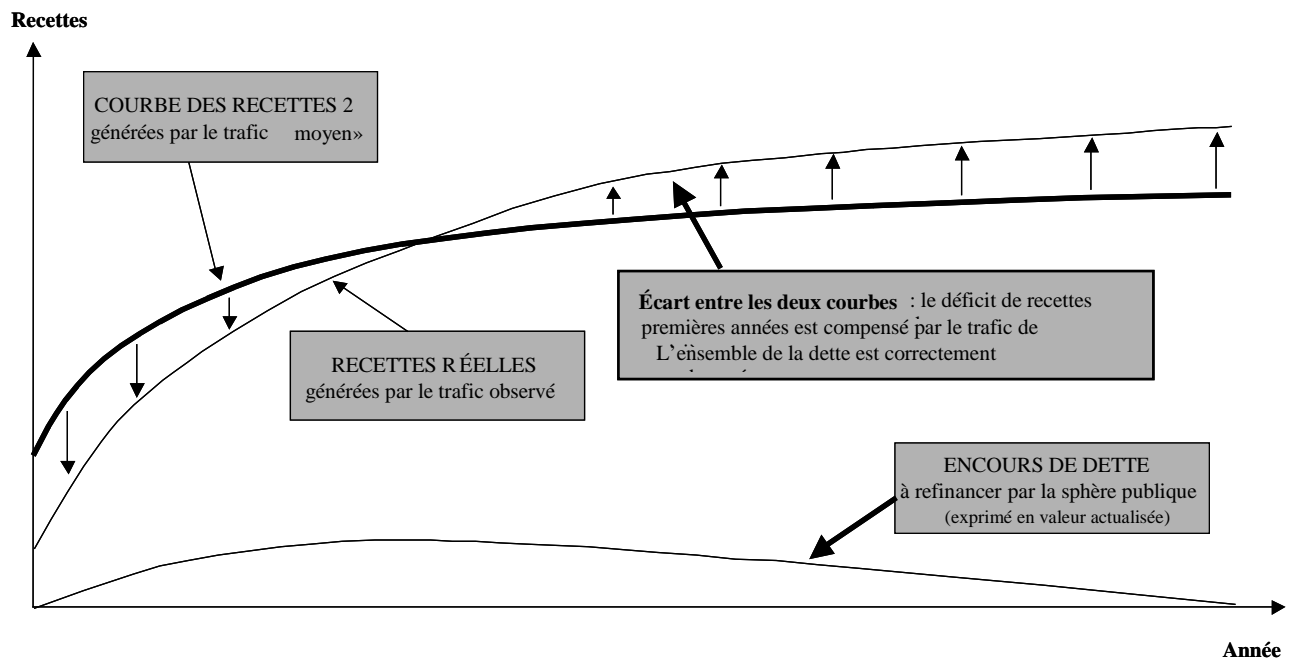 Recettes
COURBE DES RECETTES 2
générées par le trafic moyen»
Écart entre les deux courbes : le déficit de recettes
premières années est compensé par le trafic de
L'ensemble de la dette est correctement
RECETTES RÉELLES
générées par le trafic observé
ENCOURS DE DETTE
à refinancer par la sphère publique
(exprimé en valeur actualisée)
Année